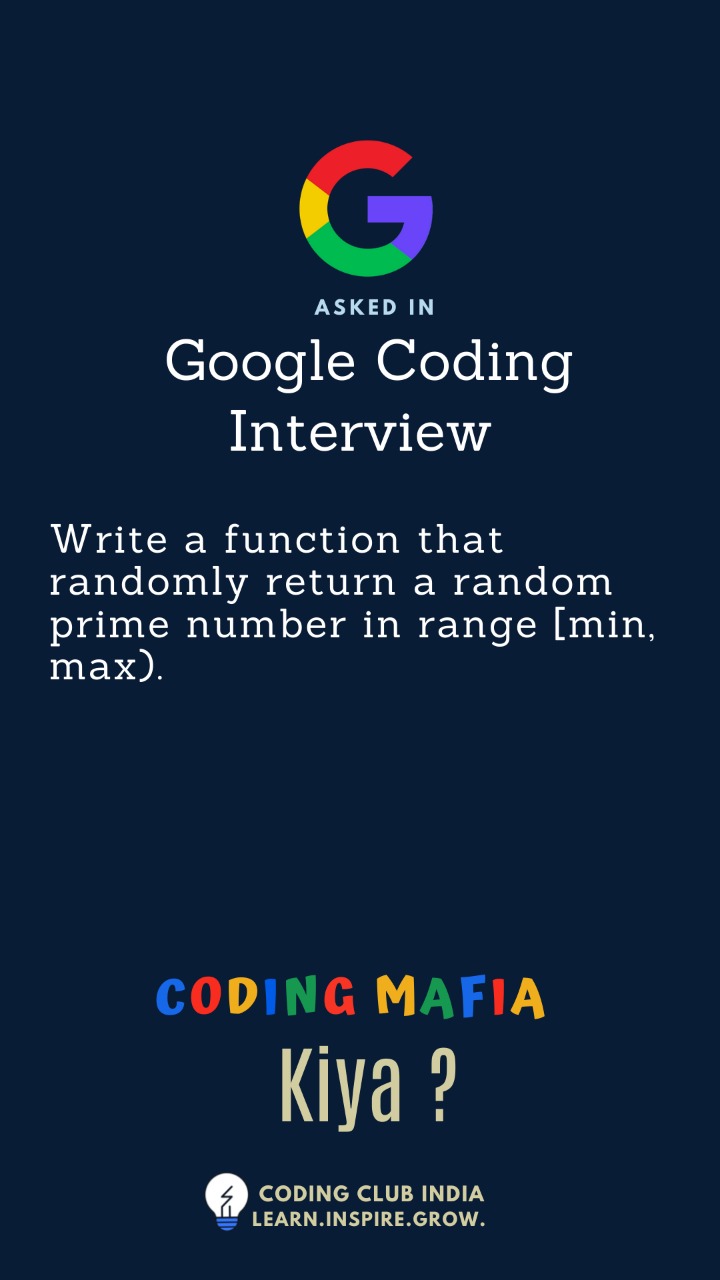 ASKED IN
Google Coding
Interview
Write a function that
randomly return a random
prime number in range [min,
max).
CODING MAFIA
Kiya ?
CODING CLUB INDIA
LEARN.INSPIRE.GROW.